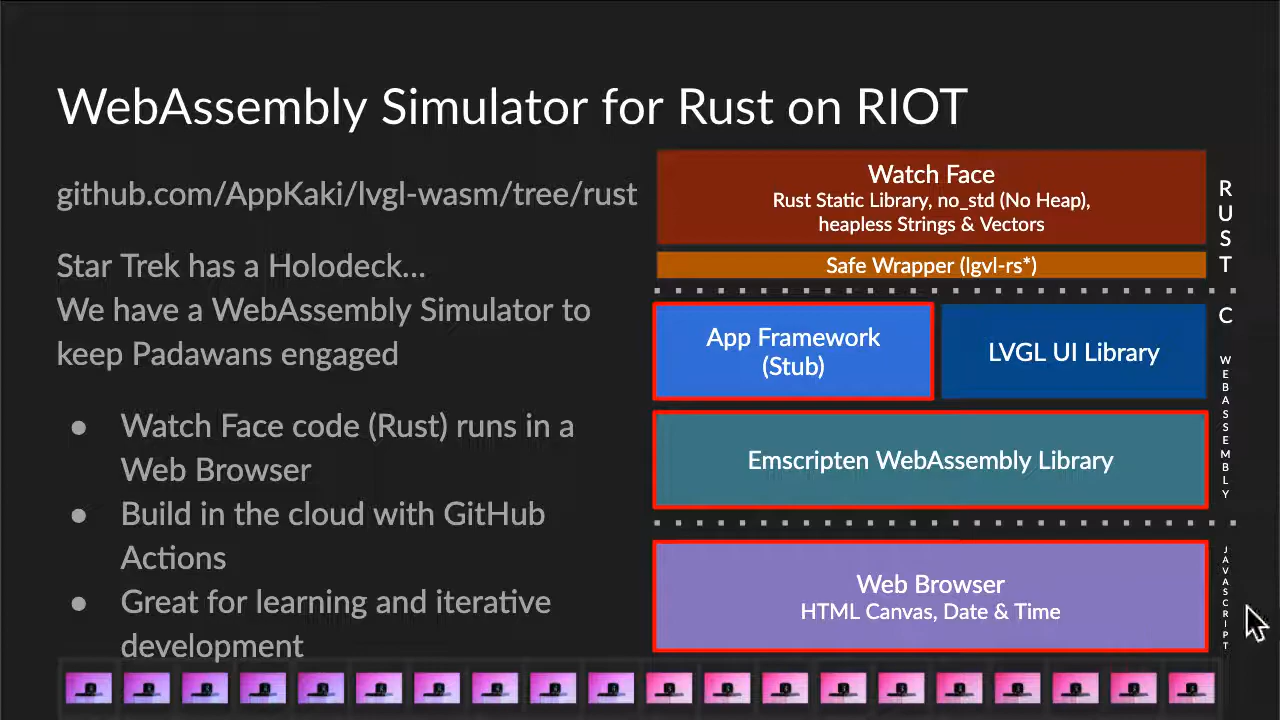 WebAssembly Simulator for Rust on RIOT
github.com/AppKaki/lvgl-wasm/tree/rust
Star Trek has a Holodeck...
We have a WebAssembly Simulator to
keep Padawans engaged
● Watch Face code (Rust) runs in a
Web Browser
● Build in the cloud with GitHub
Actions
● Great for learning and iterative
development
Watch Face
Rust Static Library, no_std (No Heap),
heapless Strings & Vectors
Safe Wrapper (lgvl-rs*)
RUST
App Framework
(Stub)
LVGL UI Library
Emscripten WebAssembly Library
C
WEBASSEMBLY
Web Browser
HTML Canvas, Date & Time
JAVASCRIPT